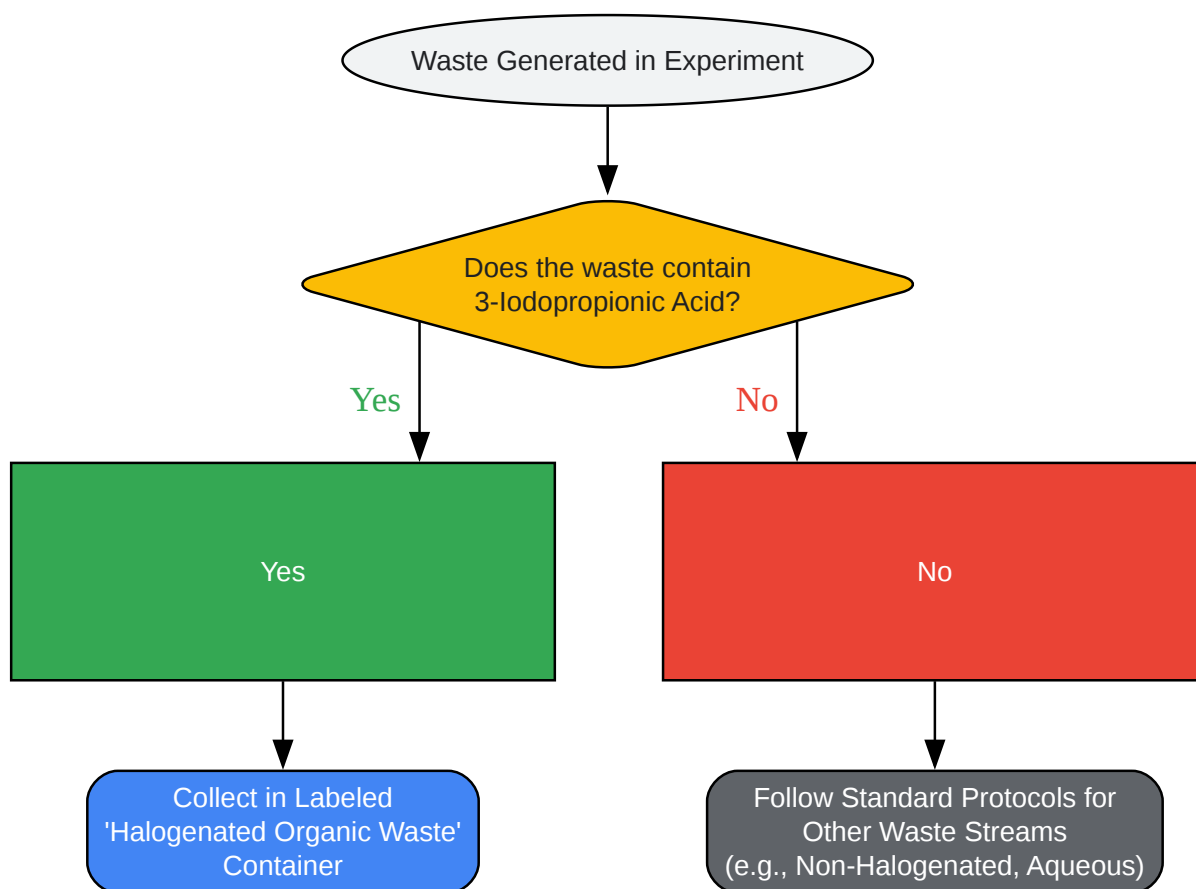 Waste Generated in Experiment
Does the waste contain
3-Iodopropionic Acid?
Yes
No
Yes
No
Collect in Labeled
'Halogenated Organic Waste'
Container
Follow Standard Protocols for
Other Waste Streams
(e.g., Non-Halogenated, Aqueous)